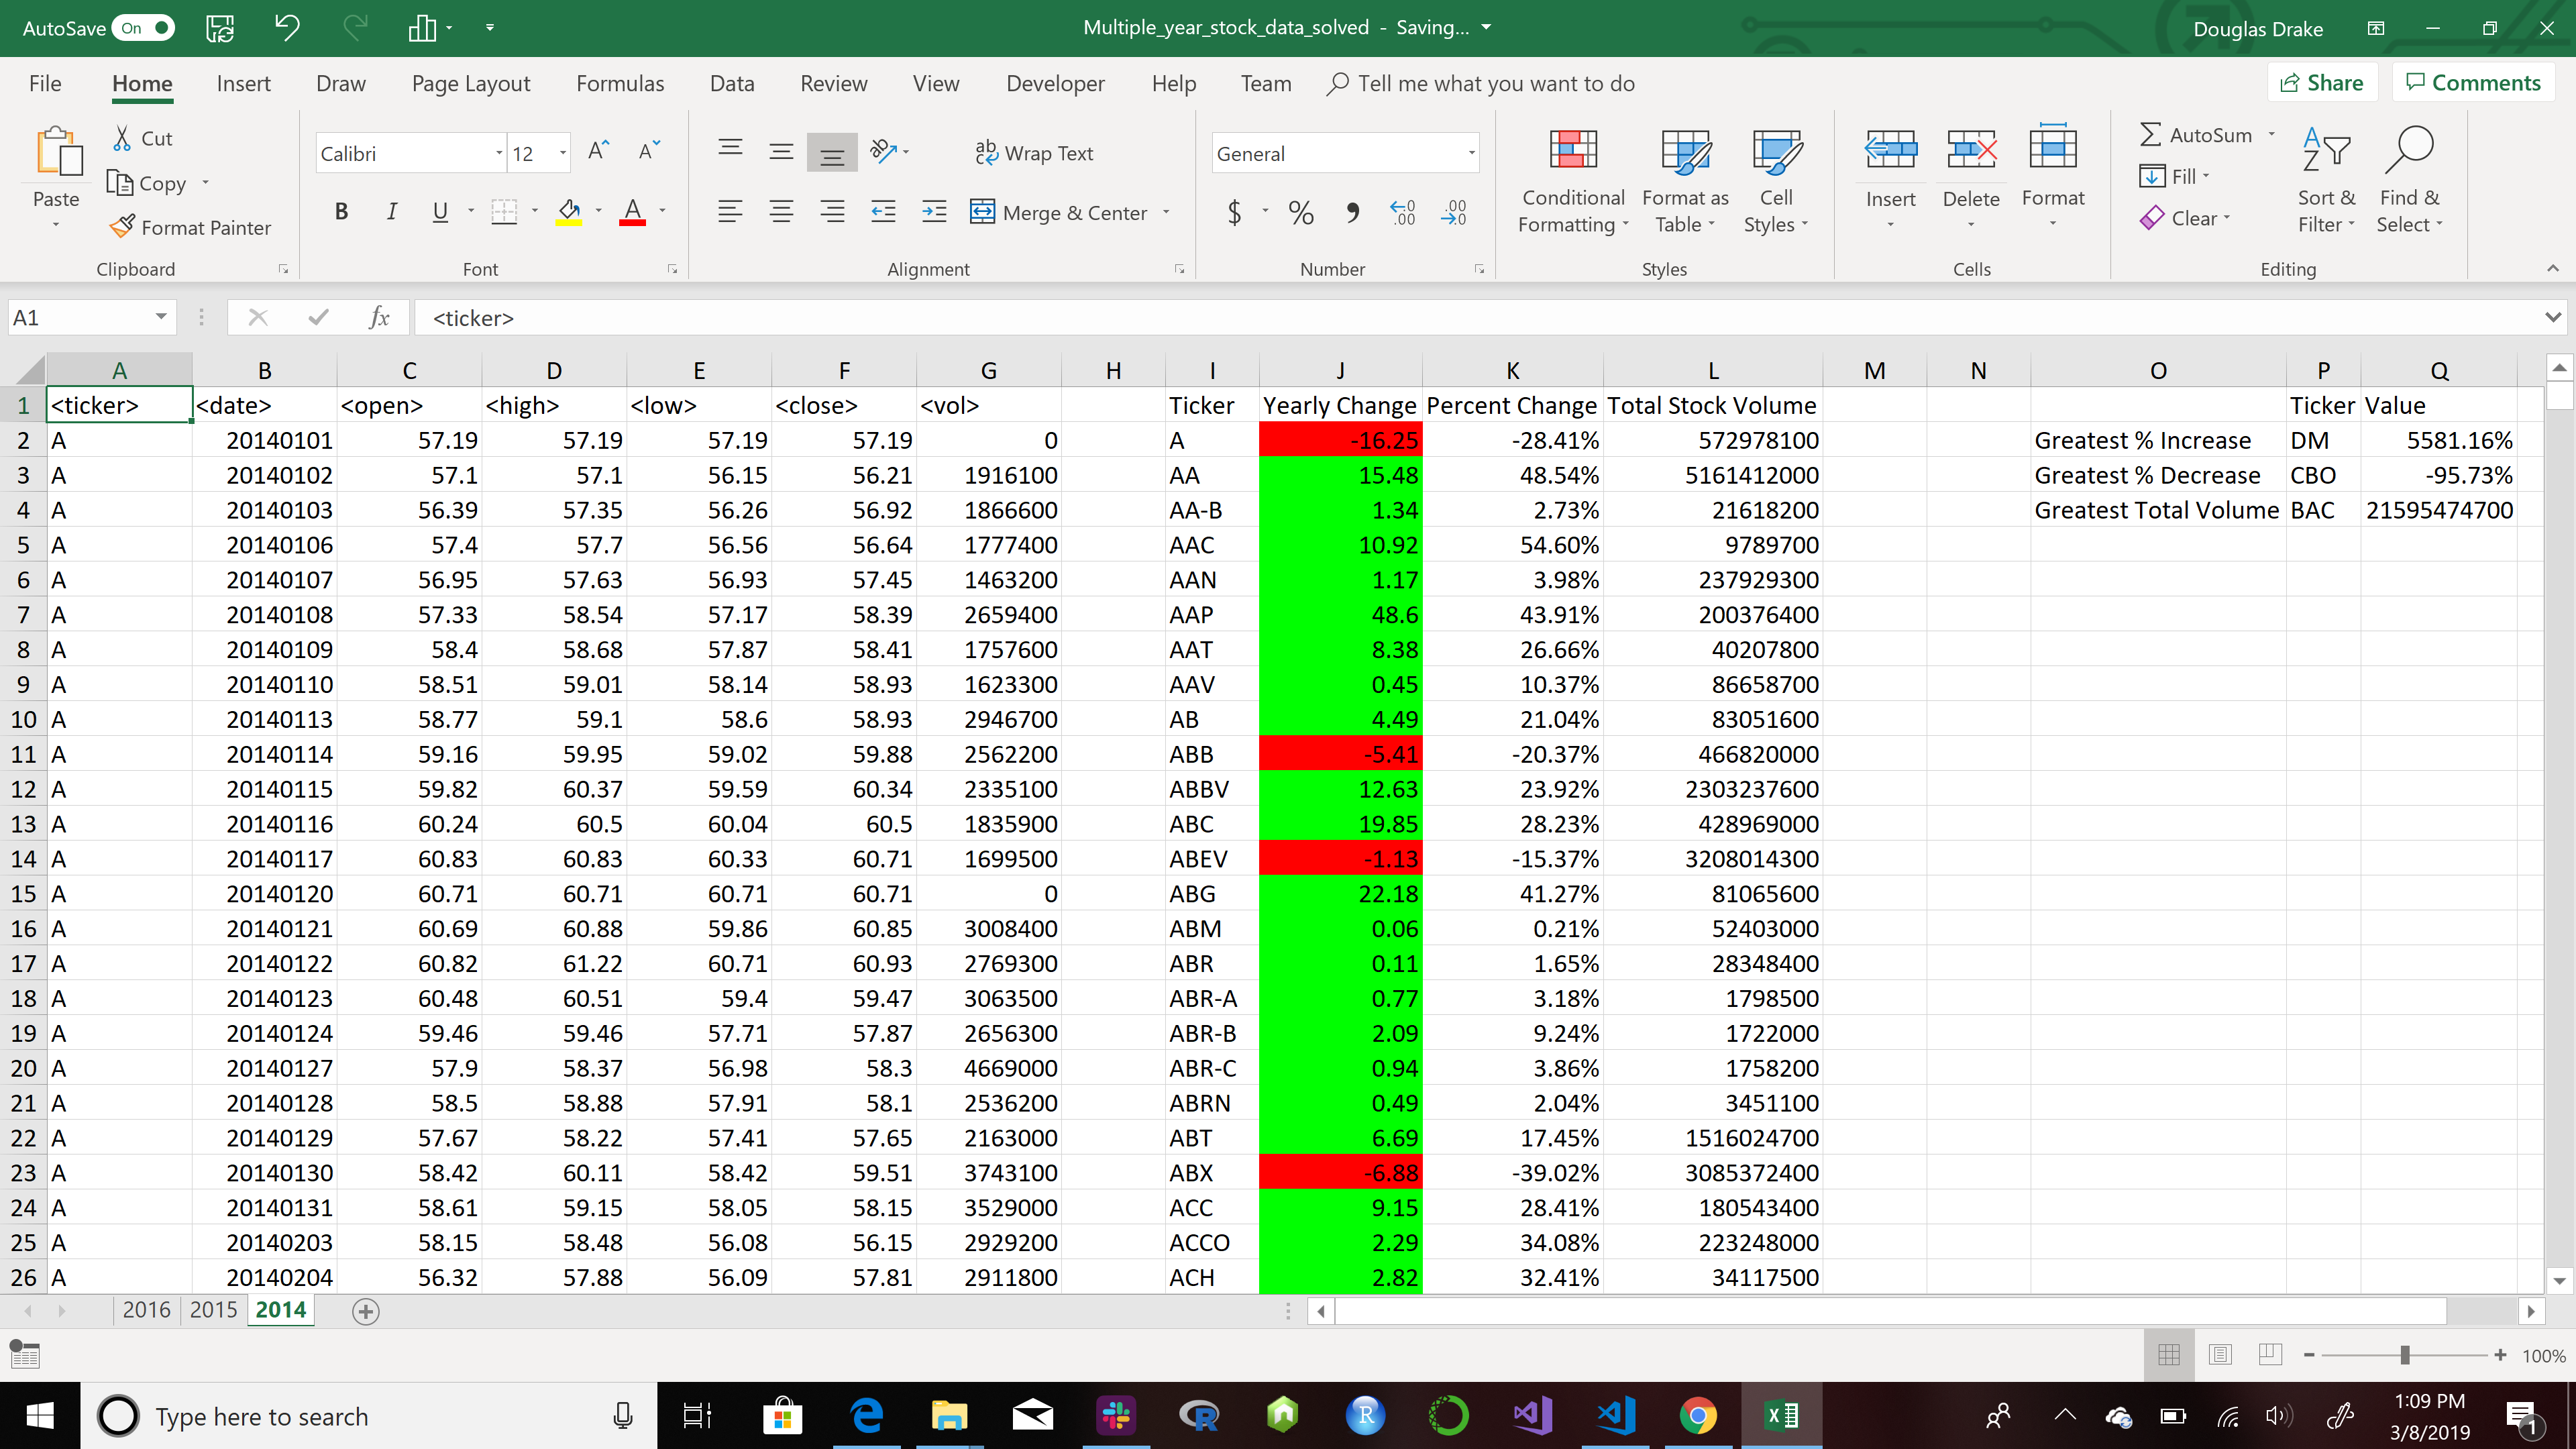 AutoSave On Multiple_year_stock_data_solved - Saving... Douglas Drake
File Home Insert Draw Page Layout Formulas Data Review View Developer Help Team Tell me what you want to do Share Comments
Paste Cut Copy Format Painter Clipboard
Calibri 12 B I U A Font
ab Wrap Text Merge & Center Alignment
General $ % , Number
Conditional Formatting Format as Table Cell Styles Styles
Insert Delete Format Cells
AutoSum Fill Clear Sort & Filter Find & Select Editing
A1 fx <ticker>
A B C D E F G H I J K L M N O P Q
1 <ticker> <date> <open> <high> <low> <close> <vol> Ticker Yearly Change Percent Change Total Stock Volume Ticker Value
2 A 20140101 57.19 57.19 57.19 57.19 0 A -16.25 -28.41% 572978100 Greatest % Increase DM 5581.16%
3 A 20140102 57.1 57.1 56.15 56.21 1916100 AA 15.48 48.54% 5161412000 Greatest % Decrease CBO -95.73%
4 A 20140103 56.39 57.35 56.26 56.92 1866600 AA-B 1.34 2.73% 21618200 Greatest Total Volume BAC 21595474700
5 A 20140106 57.4 57.7 56.56 56.64 1777400 AAC 10.92 54.60% 9789700
6 A 20140107 56.95 57.63 56.93 57.45 1463200 AAN 1.17 3.98% 237929300
7 A 20140108 57.33 58.54 57.17 58.39 2659400 AAP 48.6 43.91% 200376400
8 A 20140109 58.4 58.68 57.87 58.41 1757600 AAT 8.38 26.66% 40207800
9 A 20140110 58.51 59.01 58.14 58.93 1623300 AAV 0.45 10.37% 86658700
10 A 20140113 58.77 59.1 58.6 58.93 2946700 AB 4.49 21.04% 83051600
11 A 20140114 59.16 59.95 59.02 59.88 2562200 ABB -5.41 -20.37% 466820000
12 A 20140115 59.82 60.37 59.59 60.34 2335100 ABBV 12.63 23.92% 2303237600
13 A 20140116 60.24 60.5 60.04 60.5 1835900 ABC 19.85 28.23% 428969000
14 A 20140117 60.83 60.83 60.33 60.71 1699500 ABEV -1.13 -15.37% 3208014300
15 A 20140120 60.71 60.71 60.71 60.71 0 ABG 22.18 41.27% 81065600
16 A 20140121 60.69 60.88 59.86 60.85 3008400 ABM 0.06 0.21% 52403000
17 A 20140122 60.82 61.22 60.71 60.93 2769300 ABR 0.11 1.65% 28348400
18 A 20140123 60.48 60.51 59.4 59.47 3063500 ABR-A 0.77 3.18% 1798500
19 A 20140124 59.46 59.46 57.71 57.87 2656300 ABR-B 2.09 9.24% 1722000
20 A 20140127 57.9 58.37 56.98 58.3 4669000 ABR-C 0.94 3.86% 1758200
21 A 20140128 58.5 58.88 57.91 58.1 2536200 ABRN 0.49 2.04% 3451100
22 A 20140129 57.67 58.22 57.41 57.65 2163000 ABT 6.69 17.45% 1516024700
23 A 20140130 58.42 60.11 58.42 59.51 3743100 ABX -6.88 -39.02% 3085372400
24 A 20140131 58.61 59.15 58.05 58.15 3529000 ACC 9.15 28.41% 180543400
25 A 20140203 58.15 58.48 56.08 56.15 2929200 ACCO 2.29 34.08% 223248000
26 A 20140204 56.32 57.88 56.09 57.81 2911800 ACH 2.82 32.41% 34117500
2016 2015 2014
100%
Type here to search
1:09 PM
3/8/2019
1